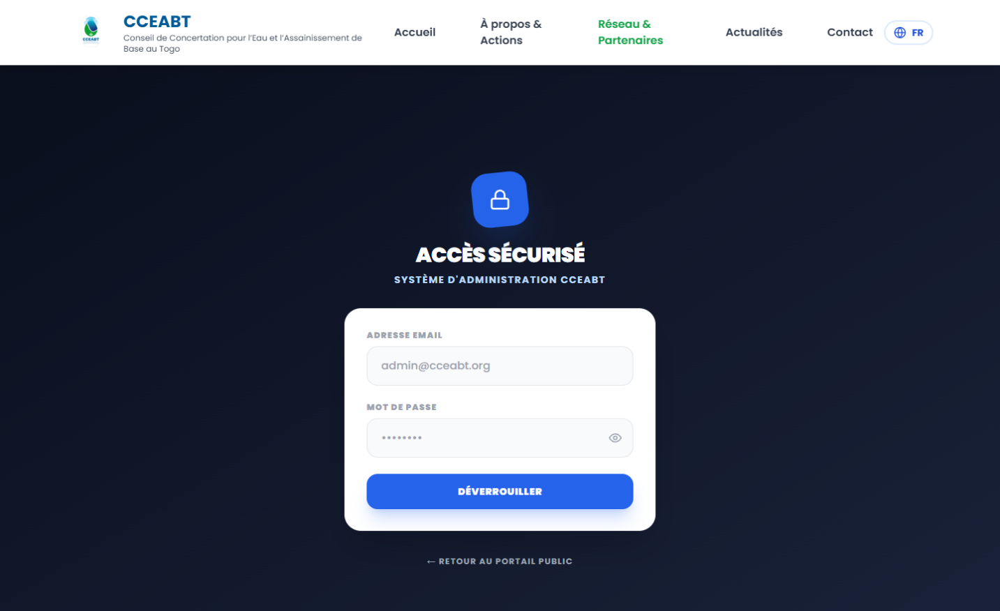 CCEABT
CCEABT
Conseil de Concertation pour l'Eau et l'Assainissement de
Base au Togo
Accueil
À propos &
Actions
Réseau &
Partenaires
Actualités
Contact
FR
ACCÈS SÉCURISÉ
SYSTÈME D'ADMINISTRATION CCEABT
ADRESSE EMAIL
admin@cceabt.org
MOT DE PASSE
••••••••
DÉVERROUILLER
← RETOUR AU PORTAIL PUBLIC